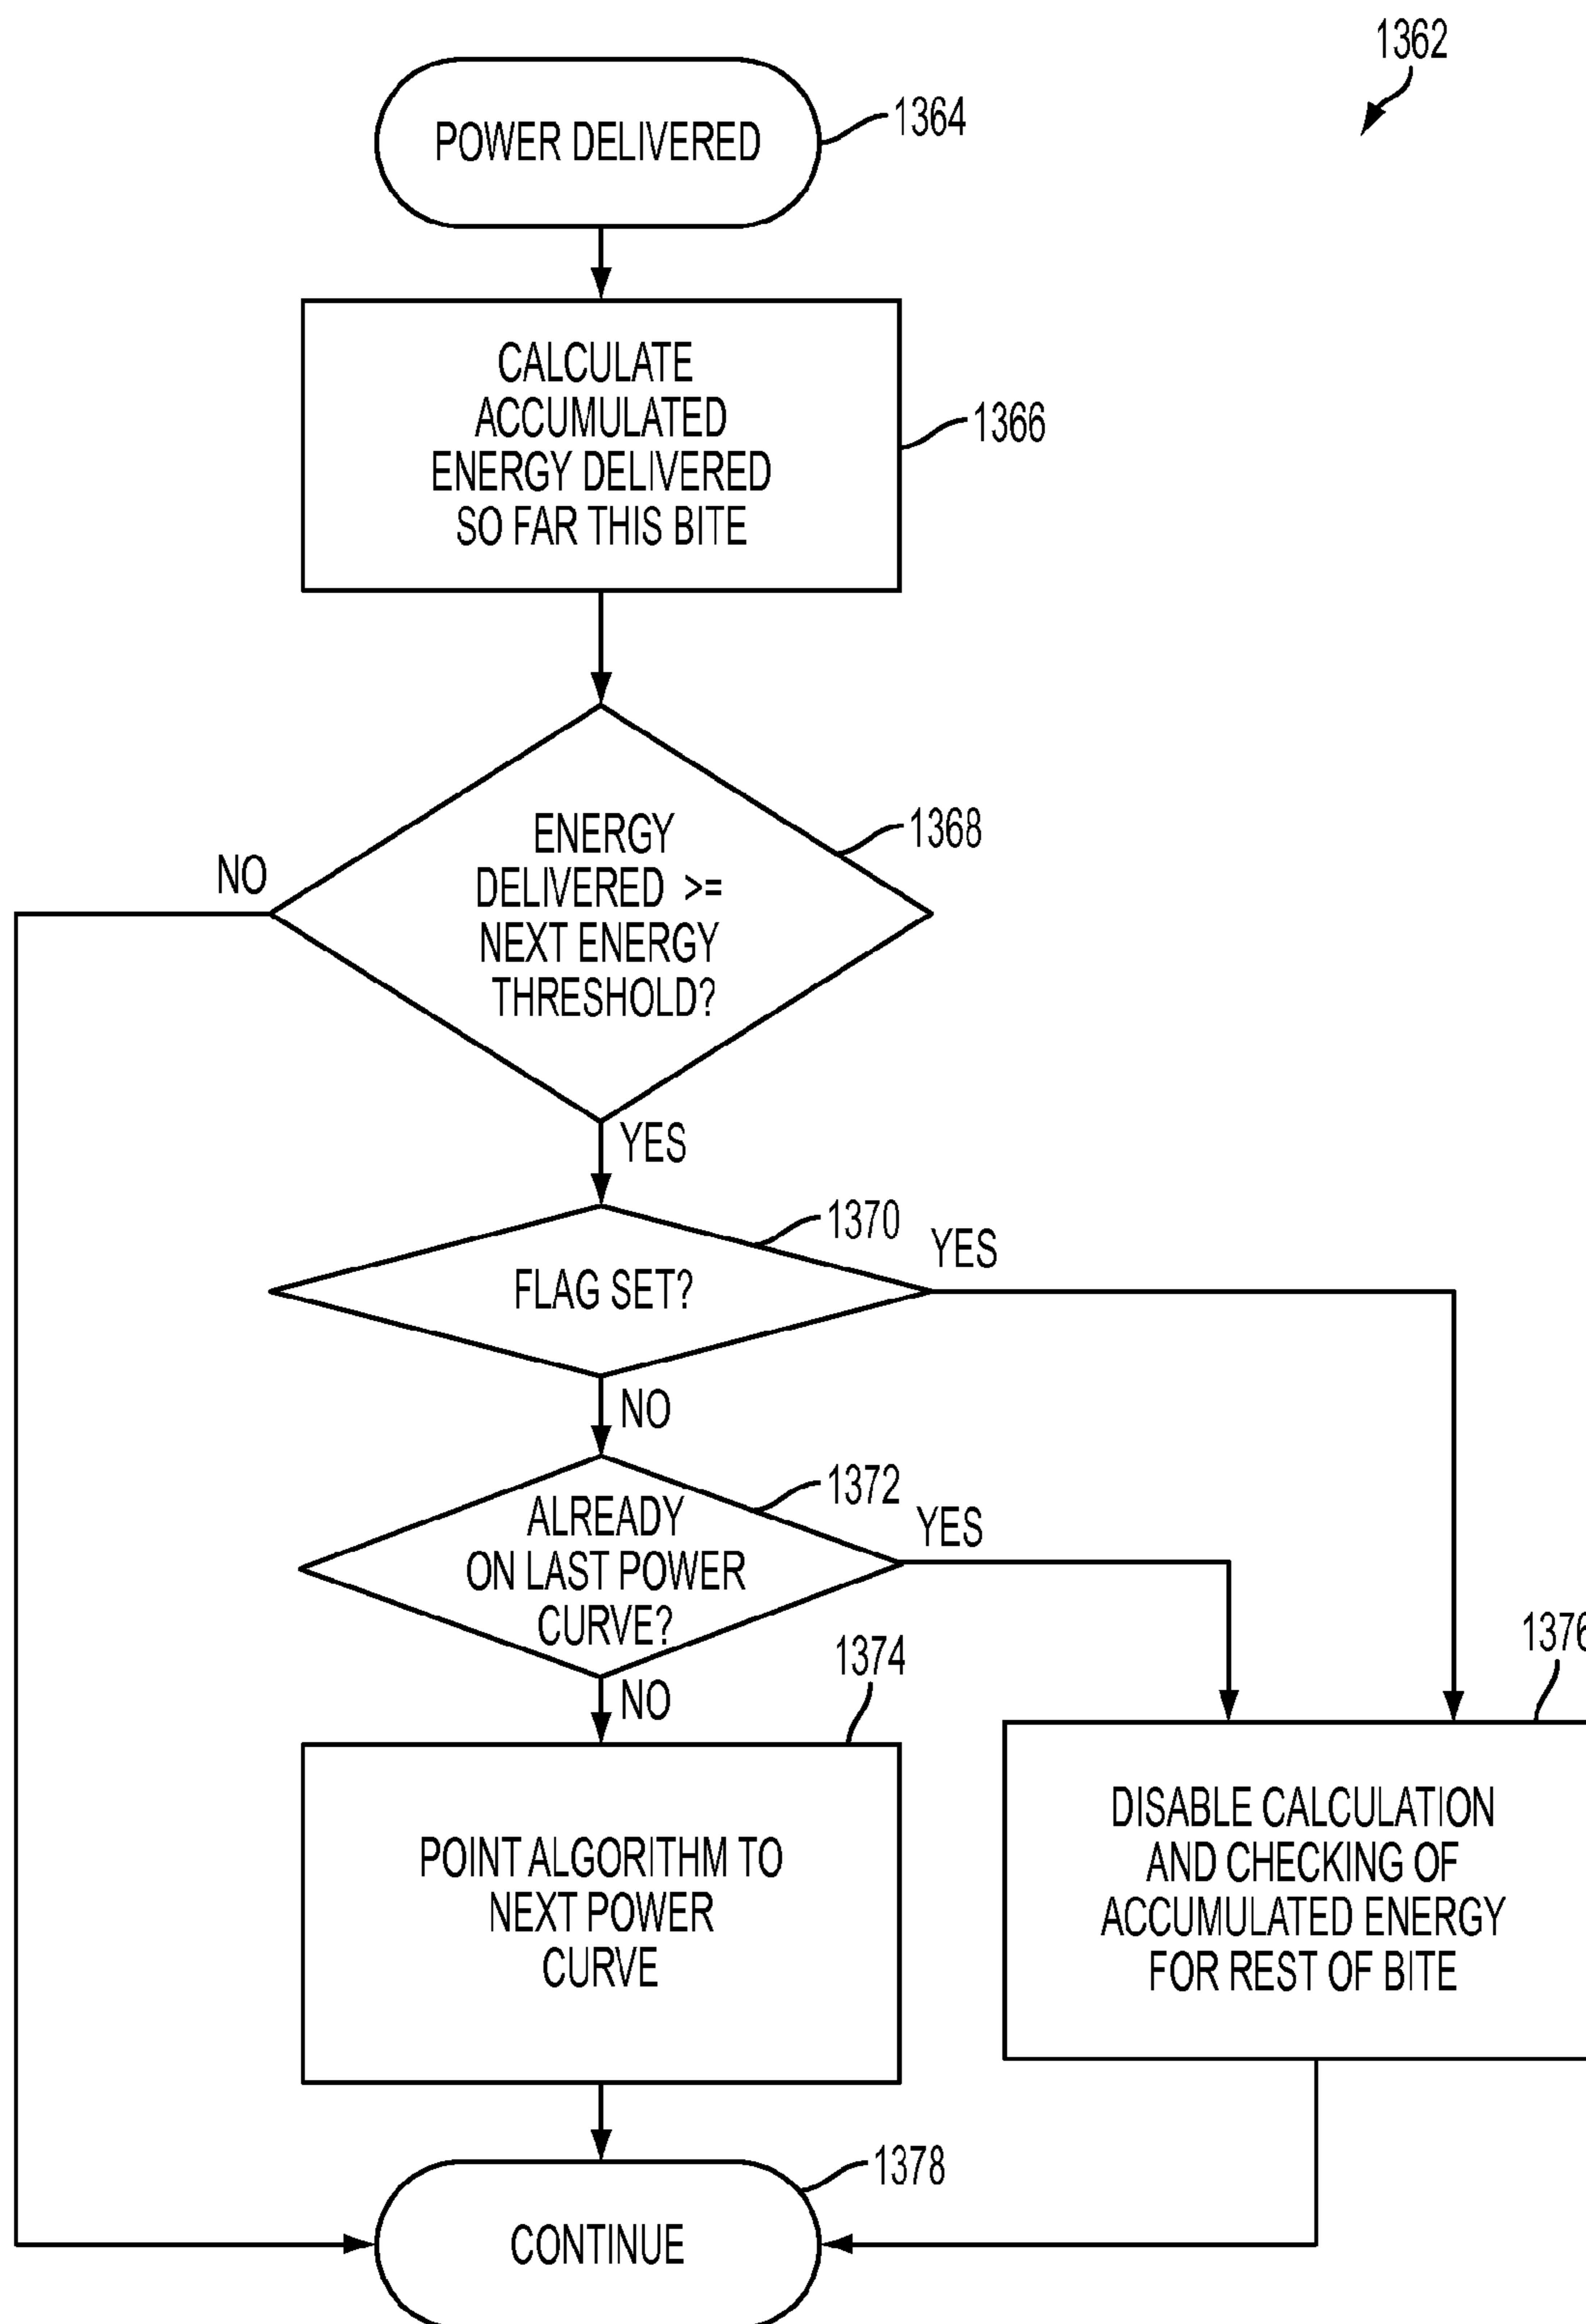 1362
POWER DELIVERED
1364
CALCULATE
ACCUMULATED
ENERGY DELIVERED
SO FAR THIS BITE
1366
ENERGY
DELIVERED >=
NEXT ENERGY
THRESHOLD?
1368
NO
YES
1370
FLAG SET?
YES
NO
1372
ALREADY
ON LAST POWER
CURVE?
YES
NO
1374
POINT ALGORITHM TO
NEXT POWER
CURVE
1376
DISABLE CALCULATION
AND CHECKING OF
ACCUMULATED ENERGY
FOR REST OF BITE
1378
CONTINUE